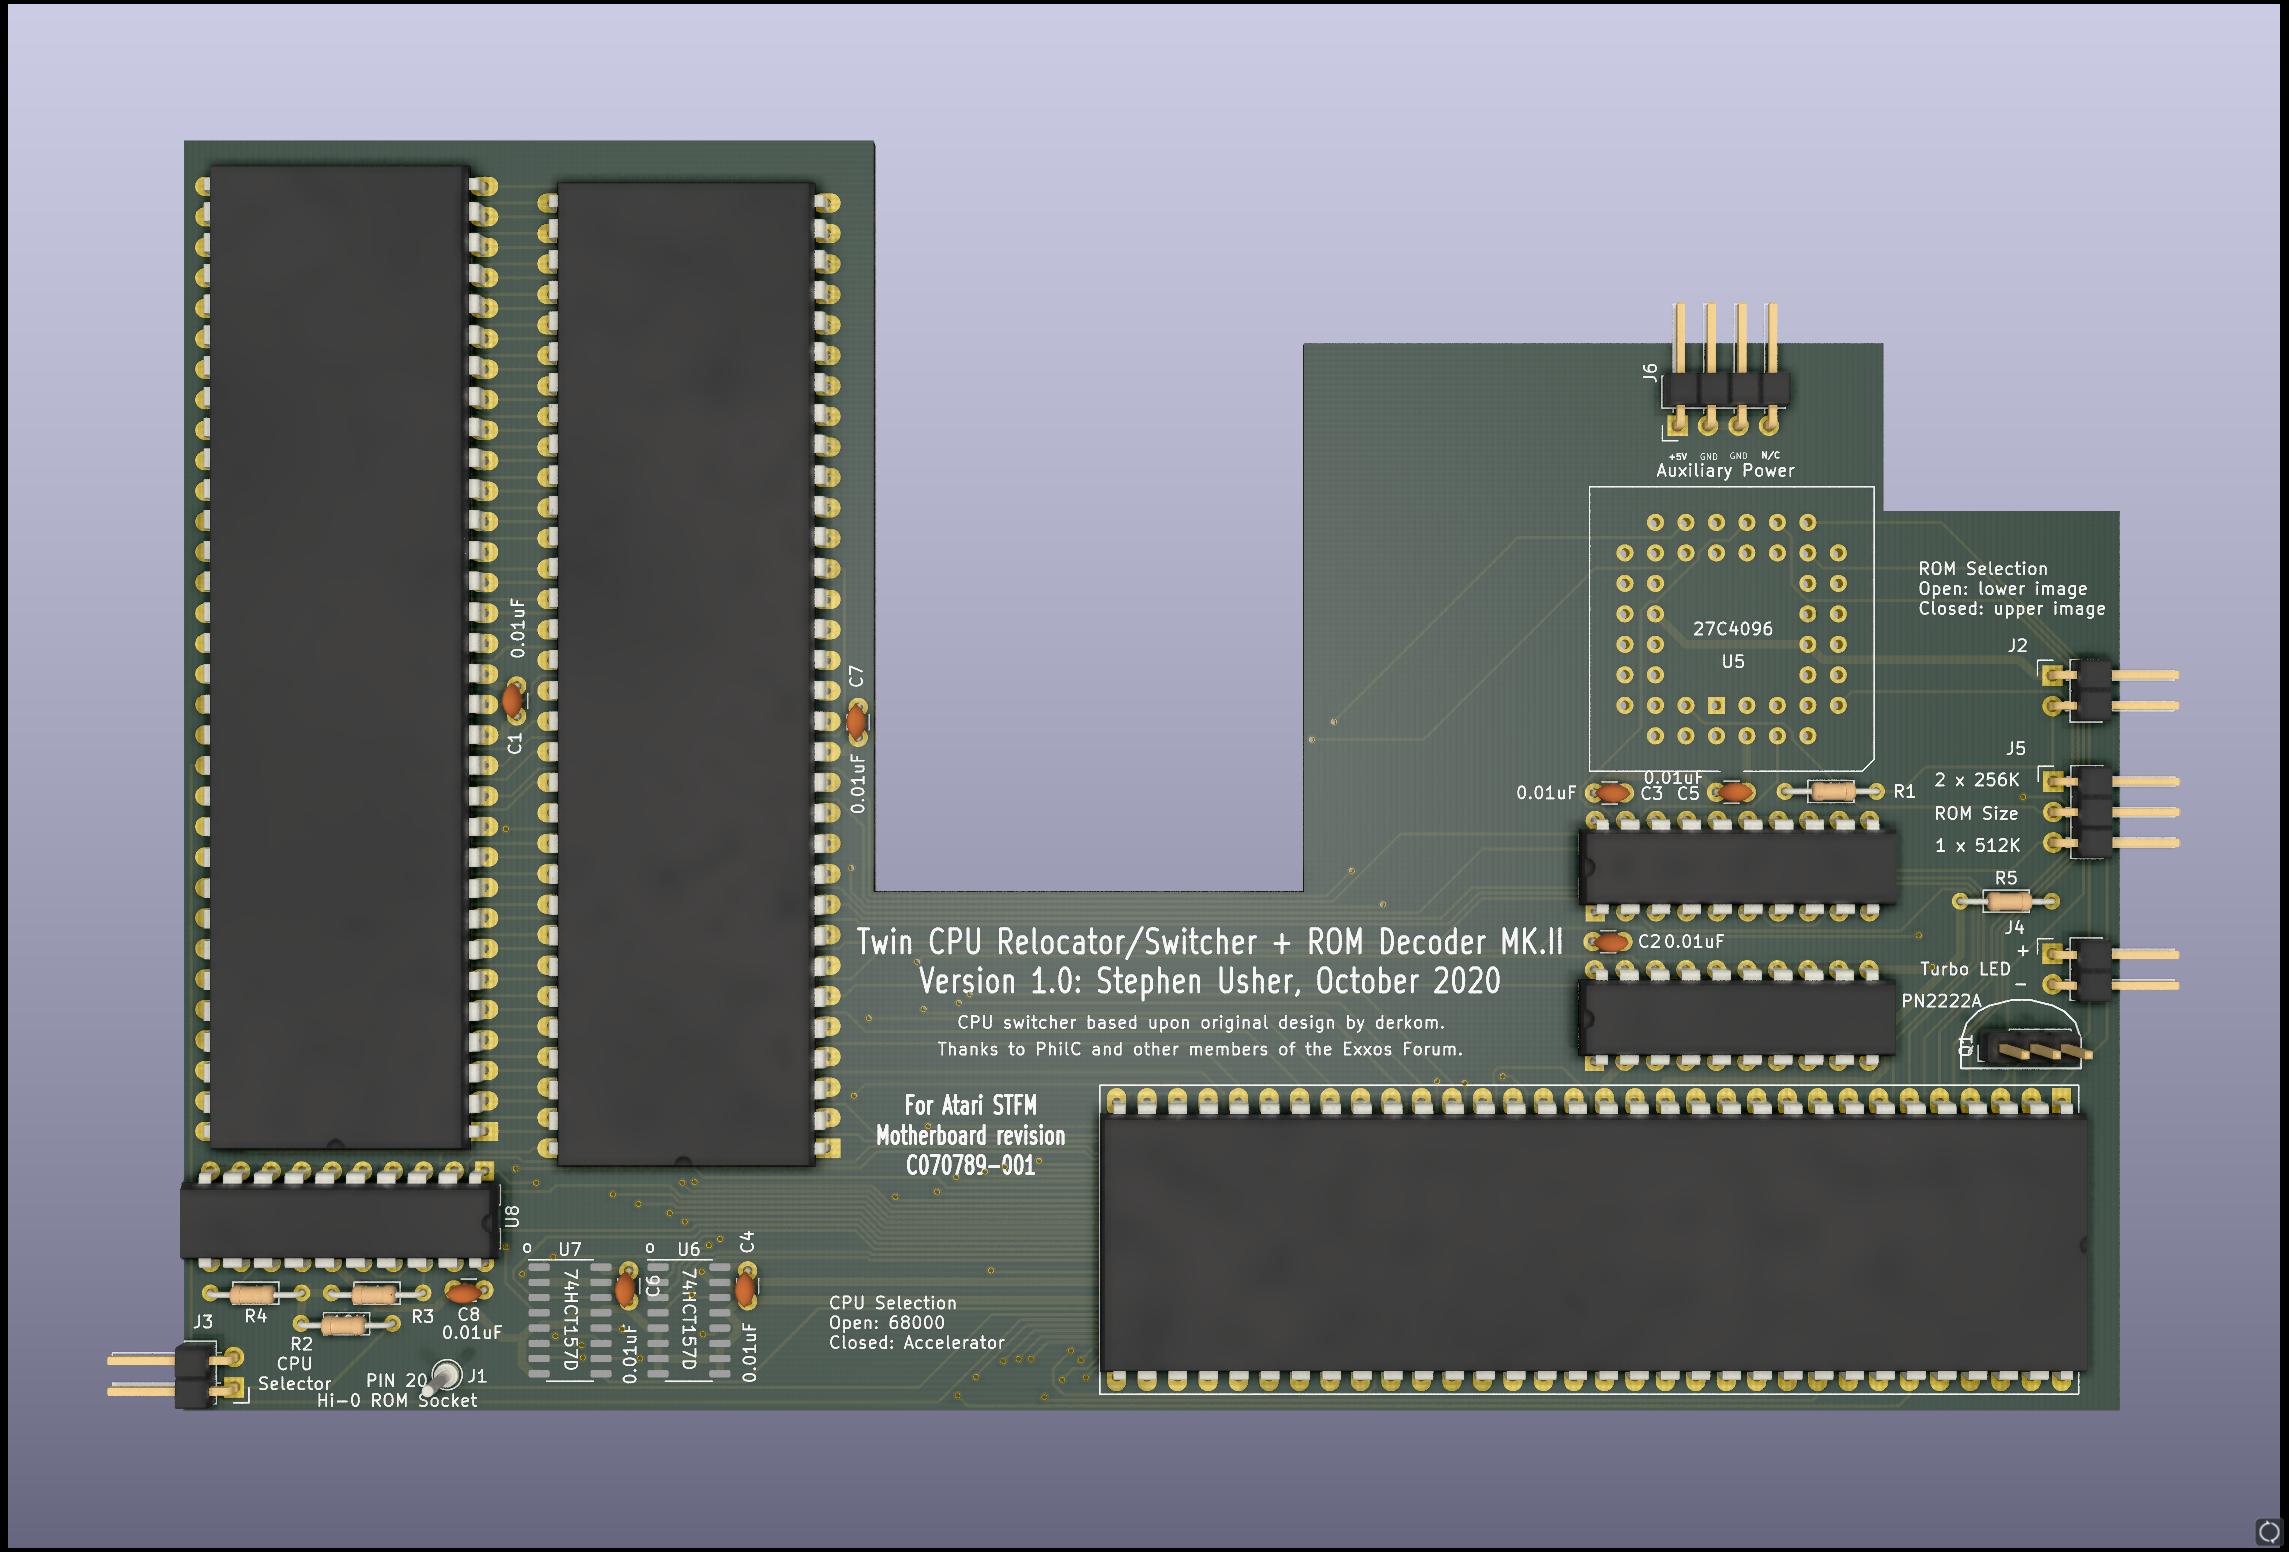 J6
+5V GND GND N/C
Auxiliary Power
ROM Selection
Open: lower image
Closed: upper image
27C4096
U5
J2
0.01uF
C1
C7
0.01uF
J5
2 x 256K
ROM Size
1 x 512K
0.01uF
0.01uF C3 C5
R1
R5
J4
+
Turbo LED
-
PN2222A
Q1
C2 0.01uF
Twin CPU Relocator/Switcher + ROM Decoder MK.II
Version 1.0: Stephen Usher, October 2020
CPU switcher based upon original design by derkom.
Thanks to PhilC and other members of the Exxos Forum.
For Atari STFM
Motherboard revision
C070789-001
U8
U7
U6
C4
74HCT157D
C6
74HCT157D
0.01uF
0.01uF
R4
R3
C8
0.01uF
J3
R2
CPU
Selector
PIN 20
J1
Hi-0 ROM Socket
CPU Selection
Open: 68000
Closed: Accelerator